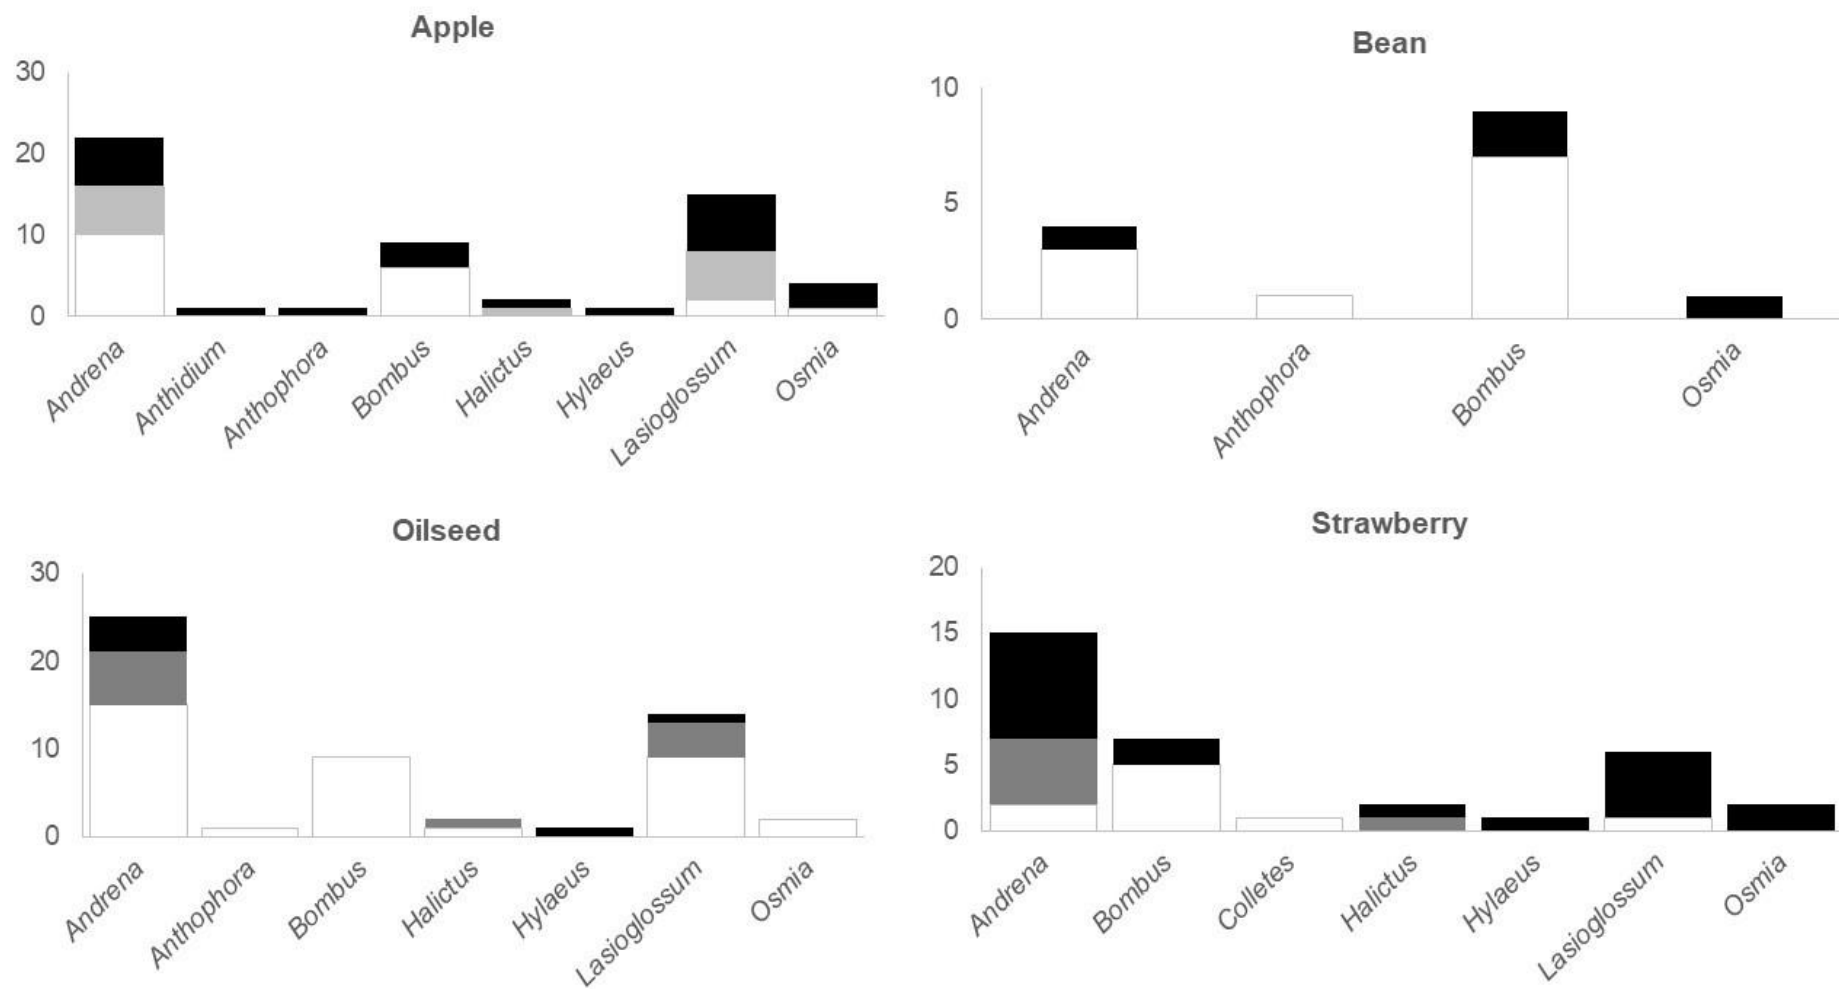 Apple
30
20
10
0
Andrena
Anthidium
Anthophora
Bombus
Halictus
Hylaeus
Lasioglossum
Osmia
Bean
10
5
0
Andrena
Anthophora
Bombus
Osmia
Oilseed
30
20
10
0
Andrena
Anthophora
Bombus
Halictus
Hylaeus
Lasioglossum
Osmia
Strawberry
20
15
10
5
0
Andrena
Bombus
Colletes
Halictus
Hylaeus
Lasioglossum
Osmia